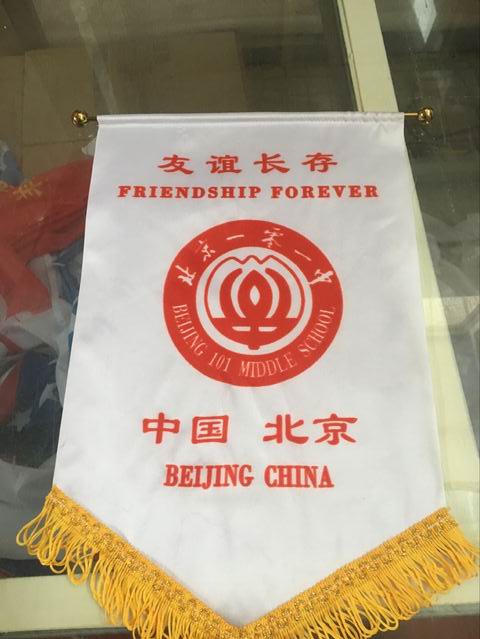 友谊长存
FRIENDSHIP FOREVER
北京一零一中
BEIJING 101 MIDDLE SCHOOL
中国 北京
BEIJING CHINA